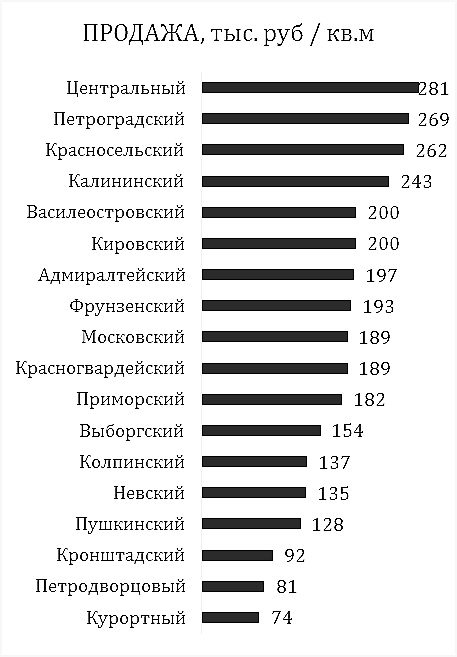 ПРОДАЖА, тыс. руб / кв.м
Центральный 281
Петроградский 269
Красносельский 262
Калининский 243
Василеостровский 200
Кировский 200
Адмиралтейский 197
Фрунзенский 193
Московский 189
Красногвардейский 189
Приморский 182
Выборгский 154
Колпинский 137
Невский 135
Пушкинский 128
Кронштадский 92
Петродворцовый 81
Курортный 74